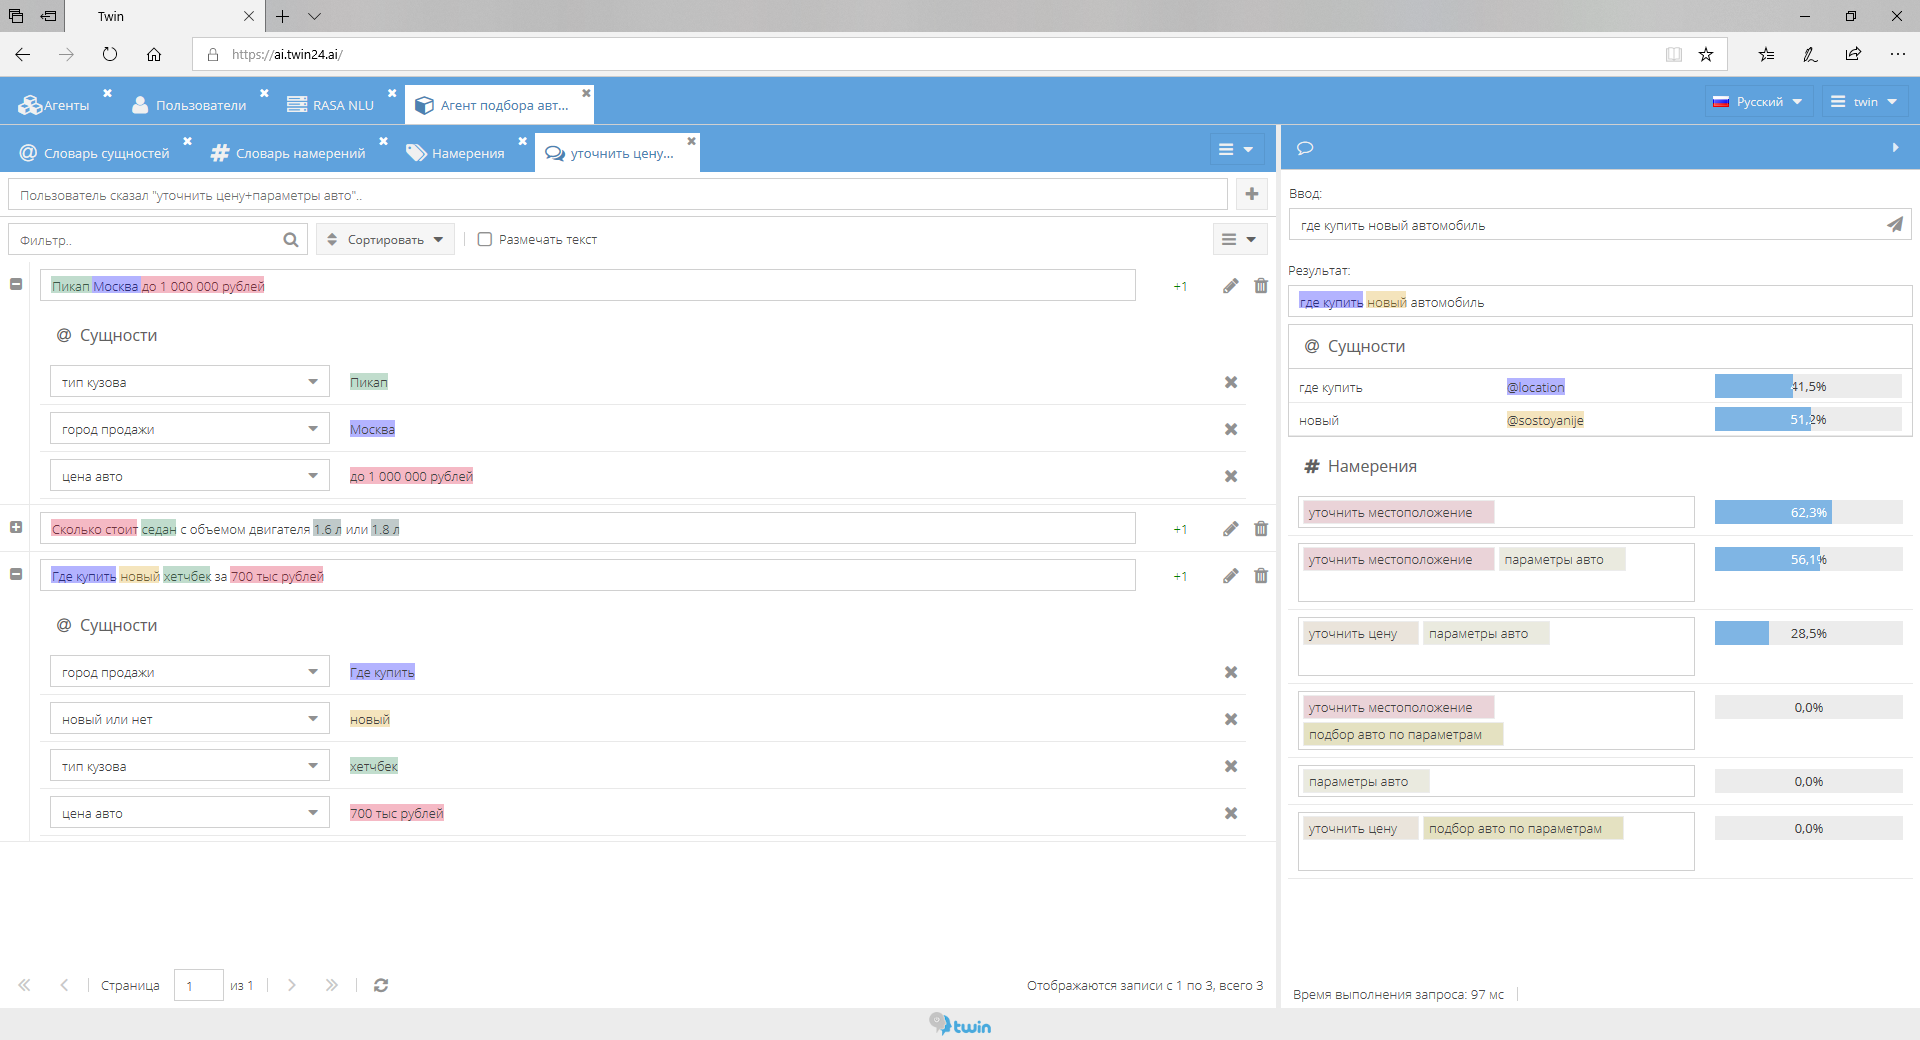 Twin
https://ai.twin24.ai/
Агенты
Пользователи
RASA NLU
Агент подбора авт...
Русский
twin
Словарь сущностей
Словарь намерений
Намерения
уточнить цену...
Пользователь сказал "уточнить цену+параметры авто"..
Фильтр..
Сортировать
Размечать текст
Пикап Москва до 1 000 000 рублей
+1
@ Сущности
тип кузова
Пикап
город продажи
Москва
цена авто
до 1 000 000 рублей
Сколько стоит седан с объемом двигателя 1.6 л или 1.8 л
+1
Где купить новый хетчбек за 700 тыс рублей
+1
@ Сущности
город продажи
Где купить
новый или нет
новый
тип кузова
хетчбек
цена авто
700 тыс рублей
Страница 1 из 1
Отображаются записи с 1 по 3, всего 3
Ввод:
где купить новый автомобиль
Результат:
где купить новый автомобиль
@ Сущности
где купить @location 41,5%
новый @sostoyanije 51,2%
# Намерения
уточнить местоположение 62,3%
уточнить местоположение параметры авто 56,1%
уточнить цену параметры авто 28,5%
уточнить местоположение 0,0%
подбор авто по параметрам
параметры авто 0,0%
уточнить цену подбор авто по параметрам 0,0%
Время выполнения запроса: 97 мс
twin